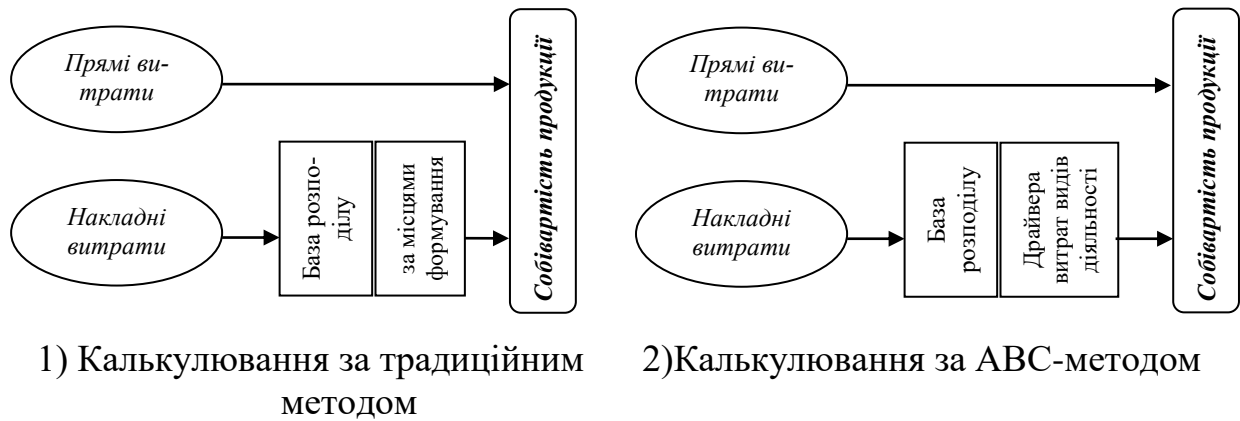 Прямі ви-
трати
Накладні
витрати
База розпо-
ділу
за місцями
формування
Собівартість продукції
1) Калькулювання за традиційним
методом
Прямі ви-
трати
Накладні
витрати
База
розподілу
Драйвера
витрат видів
діяльності
Собівартість продукції
2)Калькулювання за АВС-методом